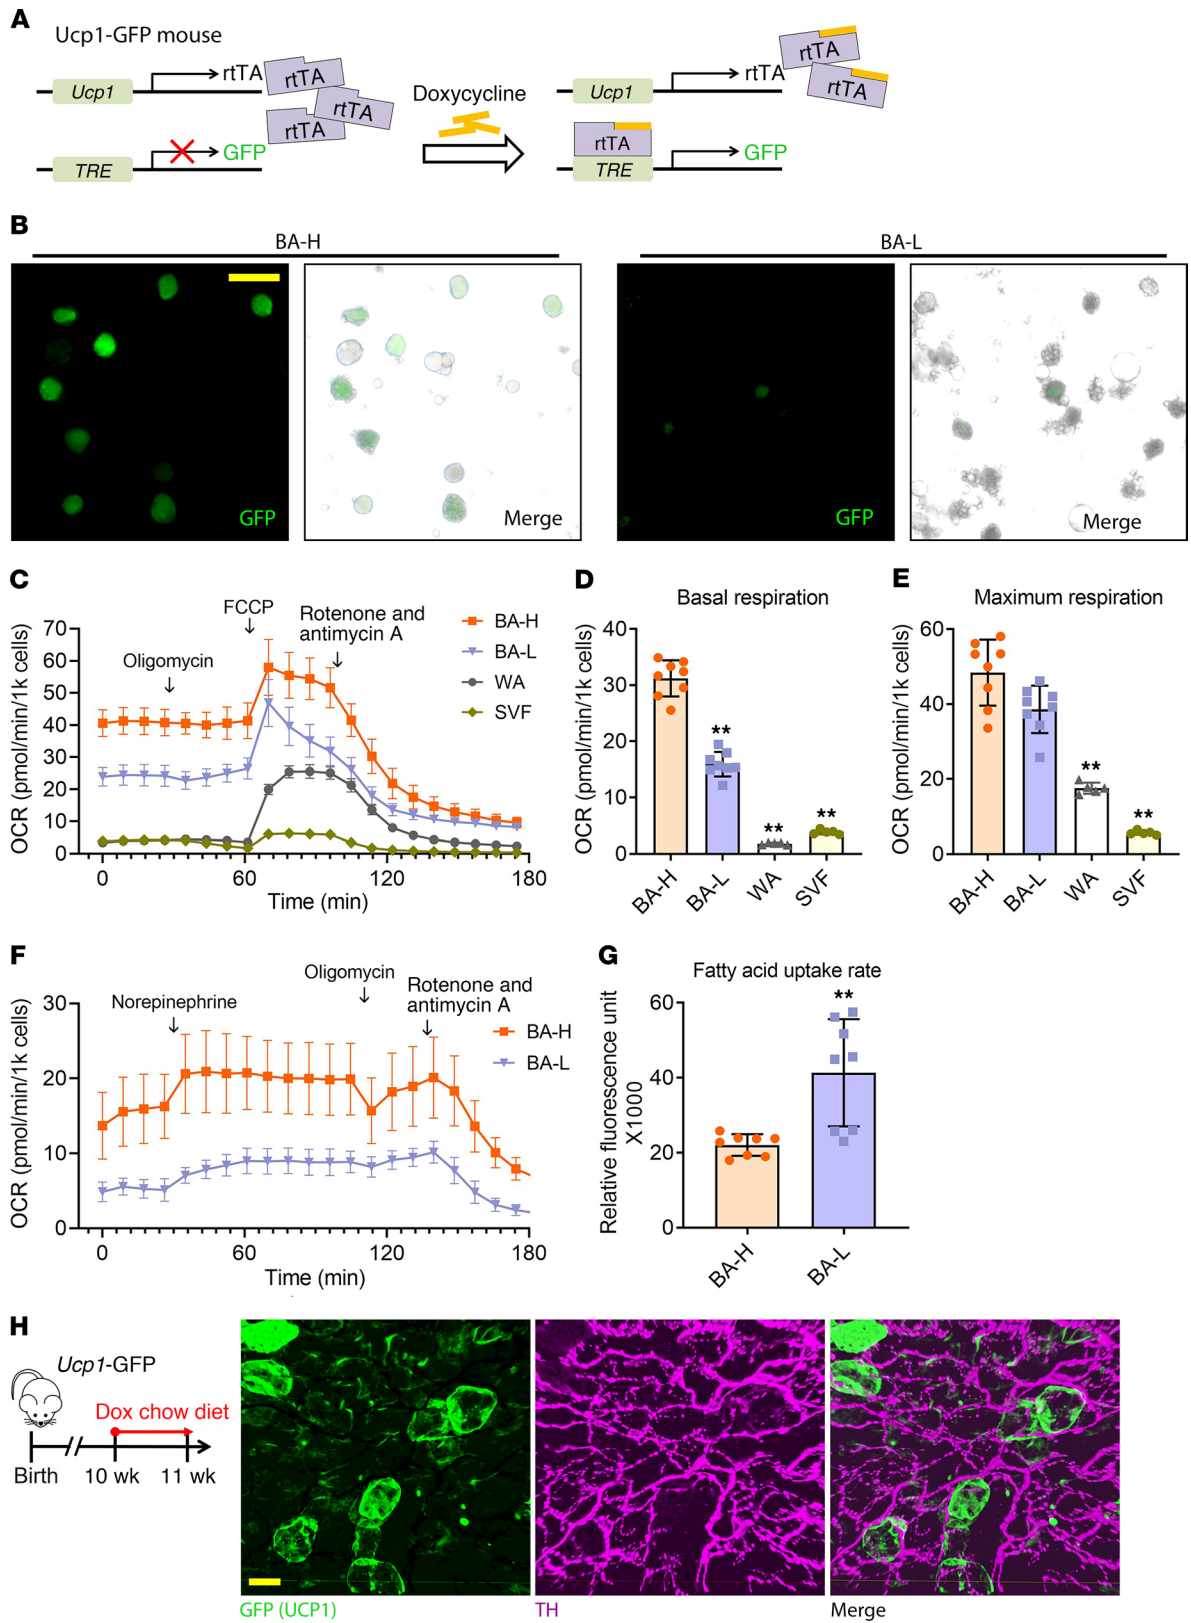 A
Ucp1-GFP mouse
Ucp1
rtTA
rtTA
rtTA
rtTA
TRE
GFP
Doxycycline
Ucp1
rtTA
rtTA
rtTA
rtTA
TRE
GFP
B
BA-H
BA-L
GFP
Merge
GFP
Merge
C
OCR (pmol/min/1k cells)
70
60
50
40
30
20
10
0
0
60
120
180
Time (min)
Oligomycin
FCCP
Rotenone and
antimycin A
BA-H
BA-L
WA
SVF
D
Basal respiration
OCR (pmol/min/1k cells)
40
30
20
10
0
**
**
**
BA-H
BA-L
WA
SVF
E
Maximum respiration
OCR (pmol/min/1k cells)
60
40
20
0
**
**
BA-H
BA-L
WA
SVF
F
OCR (pmol/min/1k cells)
30
20
10
0
0
60
120
180
Time (min)
Norepinephrine
Oligomycin
Rotenone and
antimycin A
BA-H
BA-L
G
Fatty acid uptake rate
Relative fluorescence unit
X1000
60
40
20
0
**
BA-H
BA-L
H
Ucp1-GFP
Dox chow diet
Birth
10 wk
11 wk
GFP (UCP1)
TH
Merge